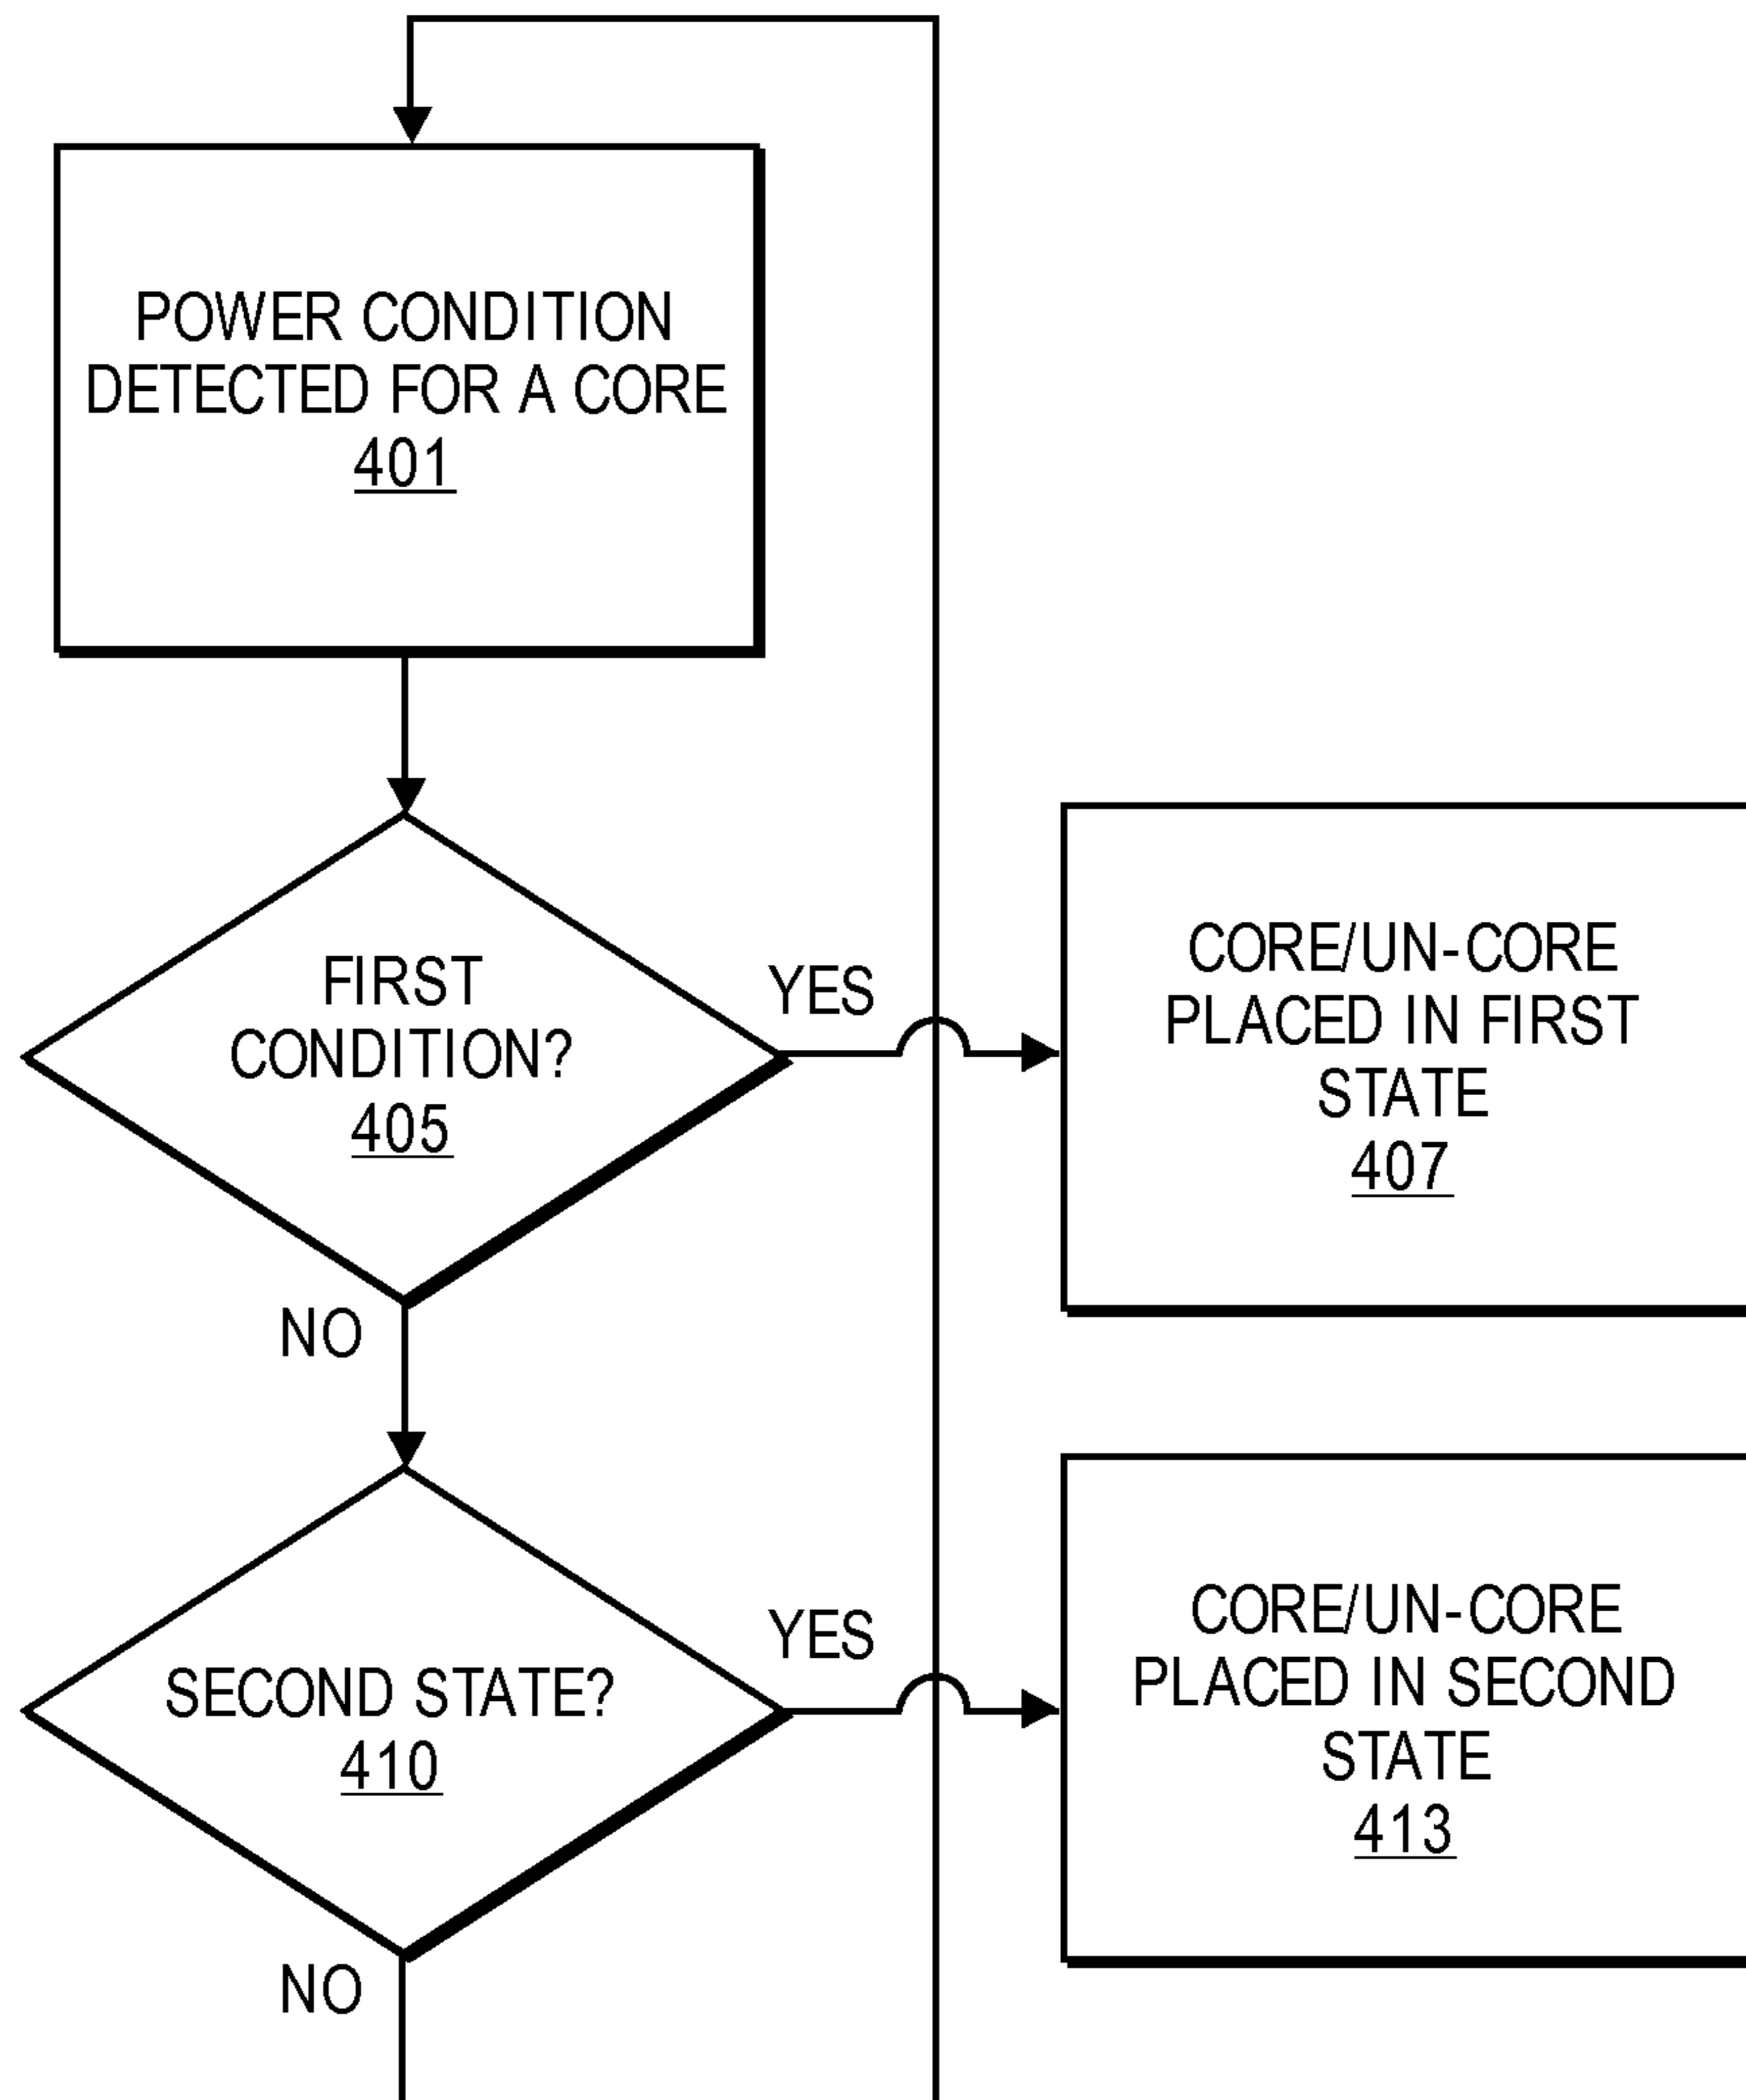 POWER CONDITION
DETECTED FOR A CORE
401
FIRST
CONDITION?
405
YES
CORE/UN-CORE
PLACED IN FIRST
STATE
407
NO
SECOND STATE?
410
YES
CORE/UN-CORE
PLACED IN SECOND
STATE
413
NO